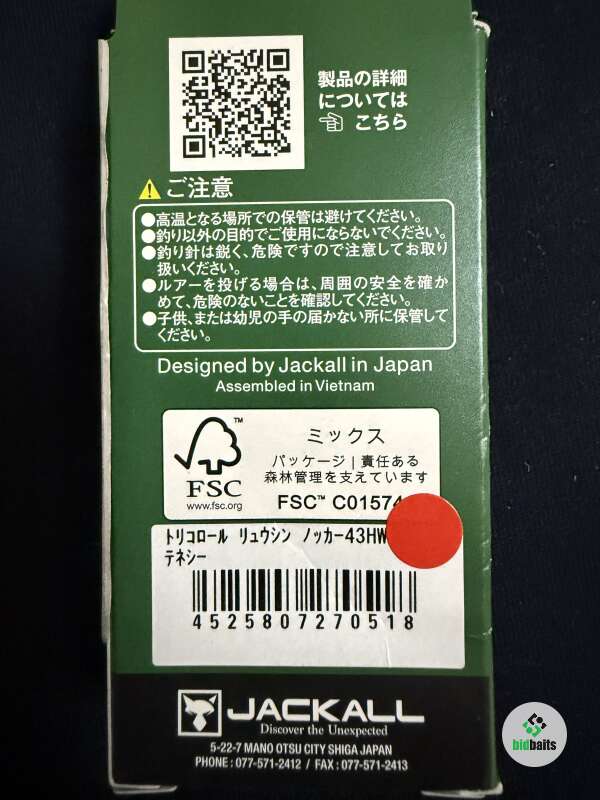 製品の詳細
については
こちら
ご注意
●高温となる場所での保管は避けてください。
●釣り以外の目的でご使用にならないでください。
●釣り針は鋭く、危険ですので注意してお取り
扱いください。
●ルアーを投げる場合は、周囲の安全を確か
めて、危険のないことを確認してください。
●子供、または幼児の手の届かない所に保管して
ください。
Designed by Jackall in Japan
Assembled in Vietnam
FSC
www.fsc.org
ミックス
パッケージ | 責任ある
森林管理を支えています
FSC™ C01574
ﾄﾘｺﾛｰﾙ ﾘｭｳｼﾝ ﾉｯｶｰ43HW
ﾃﾈｼｰ
4525807270518
JACKALL
Discover the Unexpected
5-22-7 MANO OTSU CITY SHIGA JAPAN
PHONE : 077-571-2412 / FAX : 077-571-2413
bidbaits